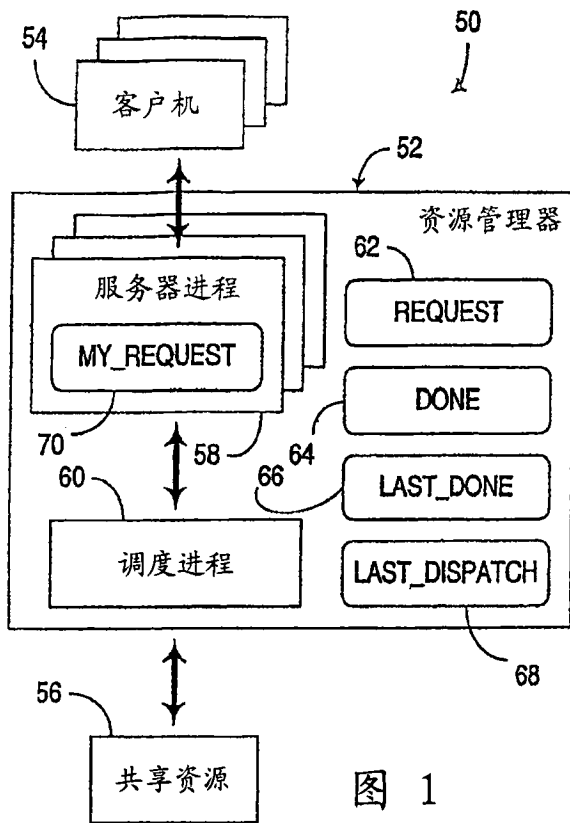 54
50
客户机
52
资源管理器
62
服务器进程
REQUEST
MY_REQUEST
DONE
70
58
64
60
66
LAST_DONE
调度进程
LAST_DISPATCH
68
56
共享资源
图 1